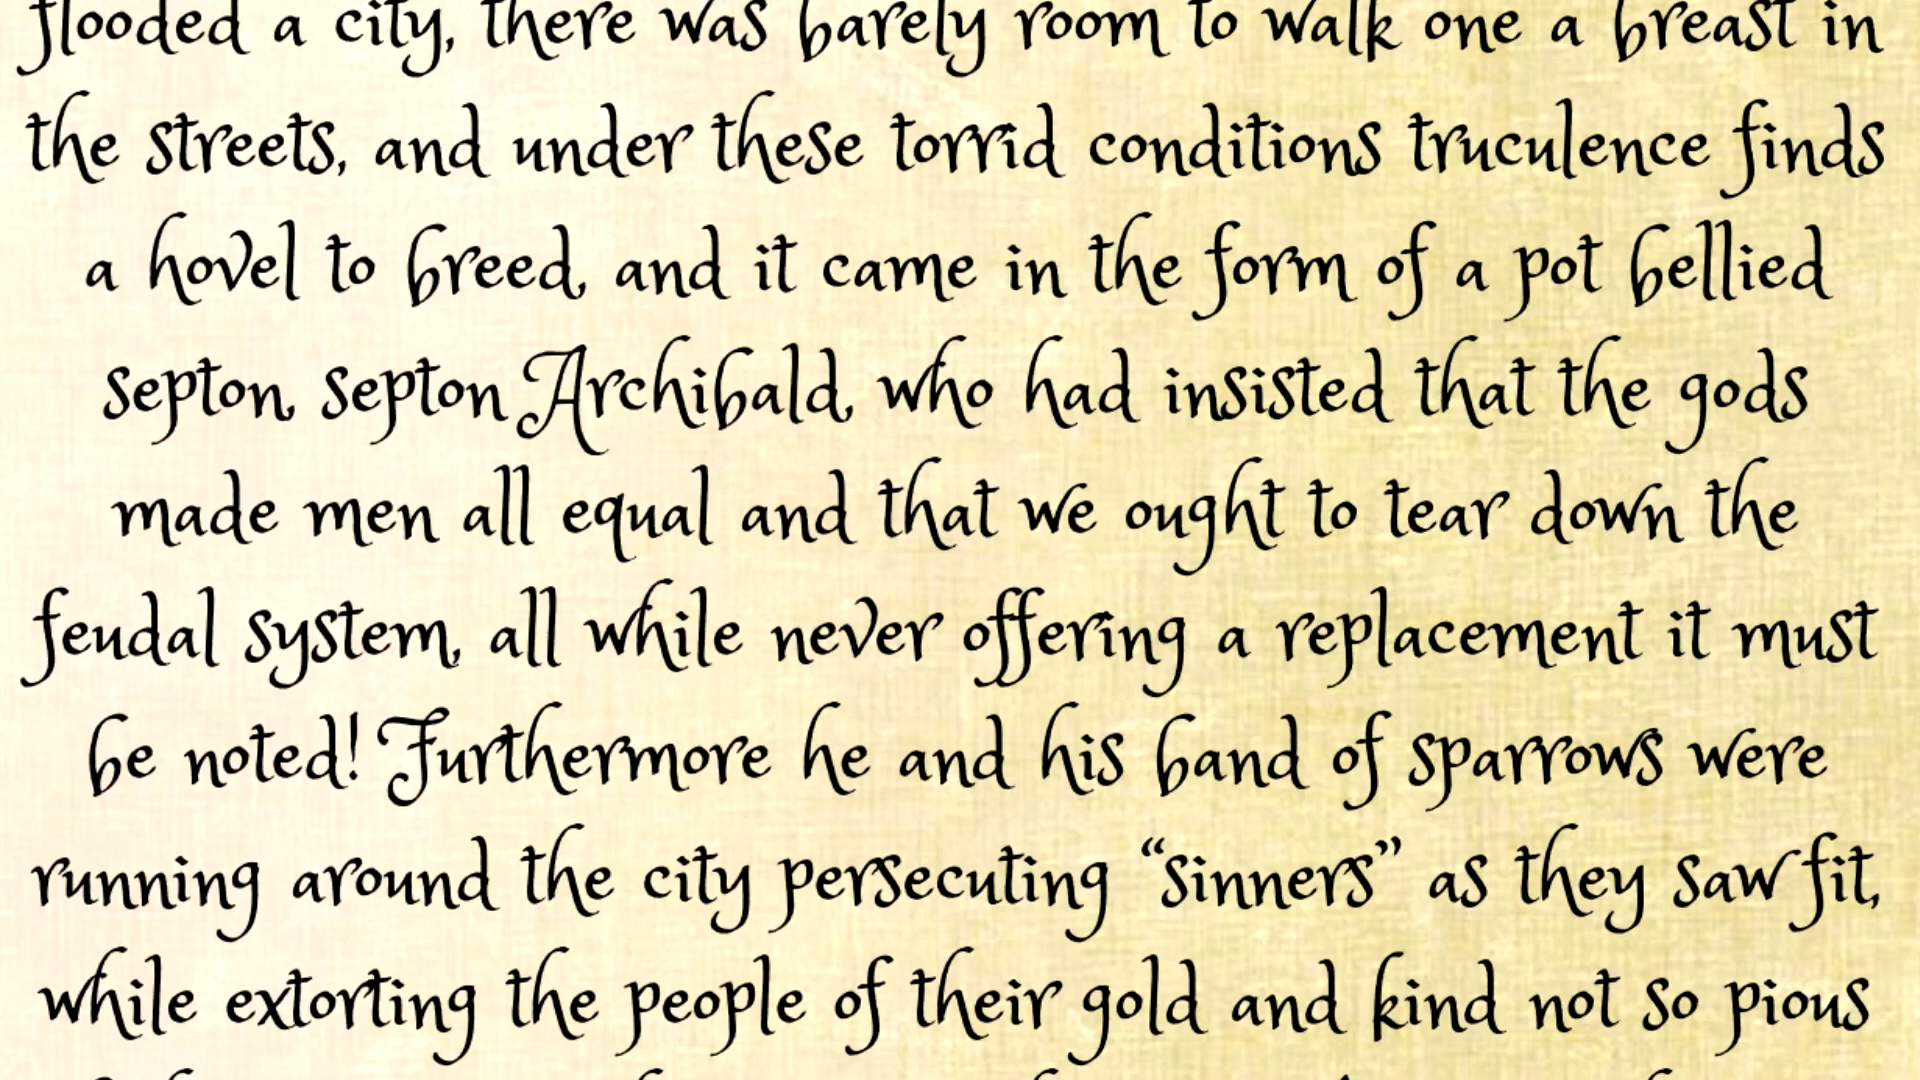 flooded a city, there was barely room to walk one a breast in
the streets, and under these torrid conditions truculence finds
a hovel to breed, and it came in the form of a pot bellied
septon, septon Archibald, who had insisted that the gods
made men all equal and that we ought to tear down the
feudal system, all while never offering a replacement it must
be noted! Furthermore he and his band of sparrows were
running around the city persecuting “sinners” as they saw fit,
while extorting the people of their gold and kind not so pious